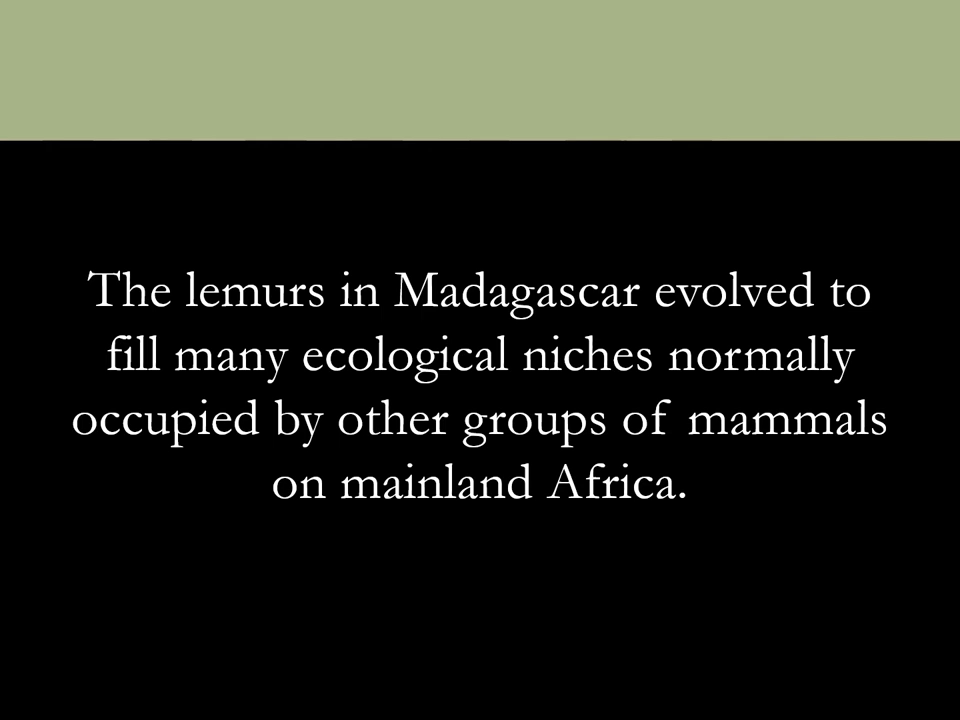 The lemurs in Madagascar evolved to
fill many ecological niches normally
occupied by other groups of mammals
on mainland Africa.